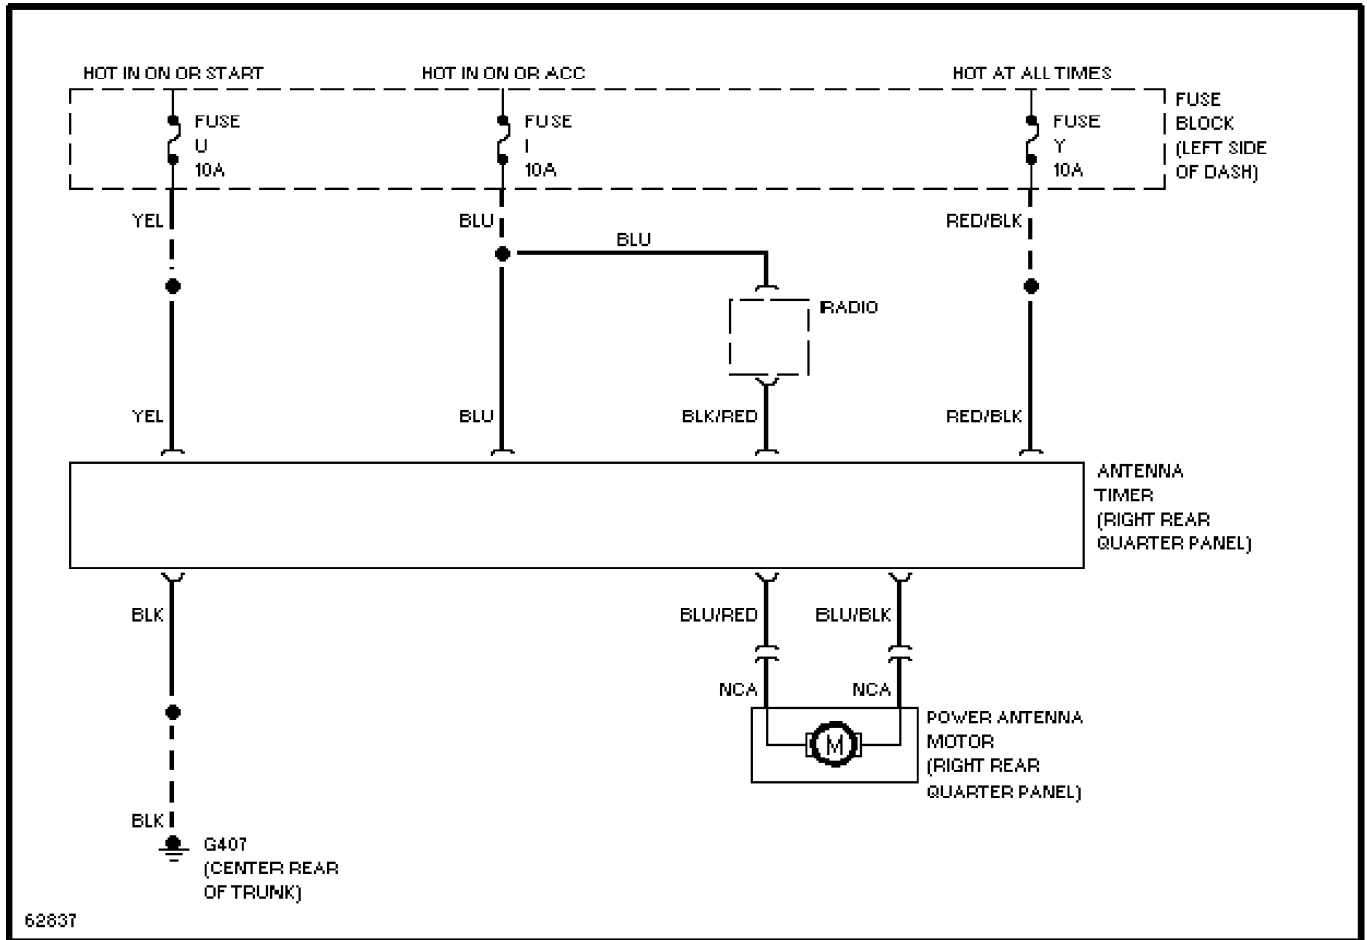 HOT IN ON OR START
HOT IN ON OR ACC
HOT AT ALL TIMES
FUSE
U
10A
FUSE
I
10A
FUSE
Y
10A
FUSE
BLOCK
(LEFT SIDE
OF DASH)
YEL
BLU
BLU
RED/BLK
RADIO
YEL
BLU
BLK/RED
RED/BLK
ANTENNA
TIMER
(RIGHT REAR
QUARTER PANEL)
BLK
BLU/RED
BLU/BLK
NCA
NCA
M
POWER ANTENNA
MOTOR
(RIGHT REAR
QUARTER PANEL)
BLK
G407
(CENTER REAR
OF TRUNK)
62837